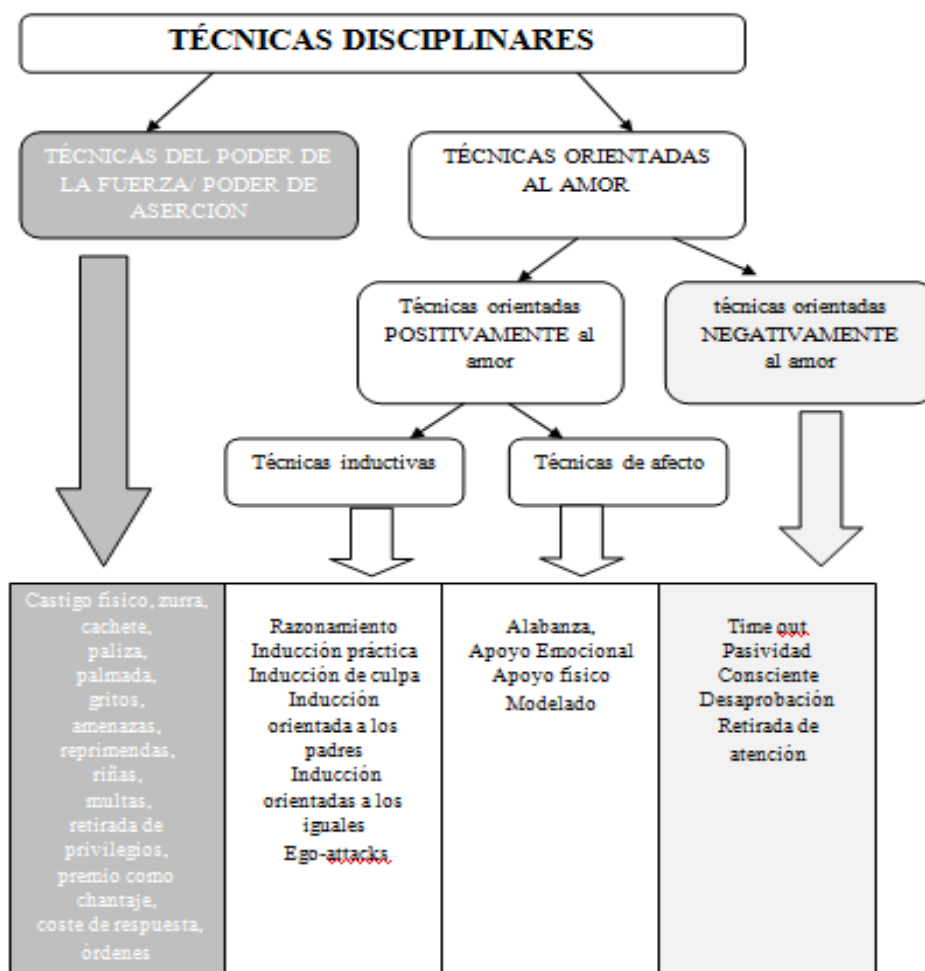 TÉCNICAS DISCIPLINARES
TÉCNICAS DEL PODER DE
LA FUERZA/ PODER DE
ASERCIÓN
TÉCNICAS ORIENTADAS
AL AMOR
Técnicas orientadas
POSITIVAMENTE al
amor
técnicas orientadas
NEGATIVAMENTE
al amor
Técnicas inductivas
Técnicas de afecto
Castigo físico, zurra,
cachete,
paliza,
palmada,
gritos,
amenazas,
reprimendas,
riñas,
multas,
retirada de
privilegios,
premio como
chantaje,
coste de respuesta,
órdenes
Razonamiento
Inducción práctica
Inducción de culpa
Inducción
orientada a los
padres
Inducción
orientadas a los
iguales
Ego-attacks
Alabanza,
Apoyo Emocional
Apoyo físico
Modelado
Time out
Pasividad
Consciente
Desaprobación
Retirada de
atención